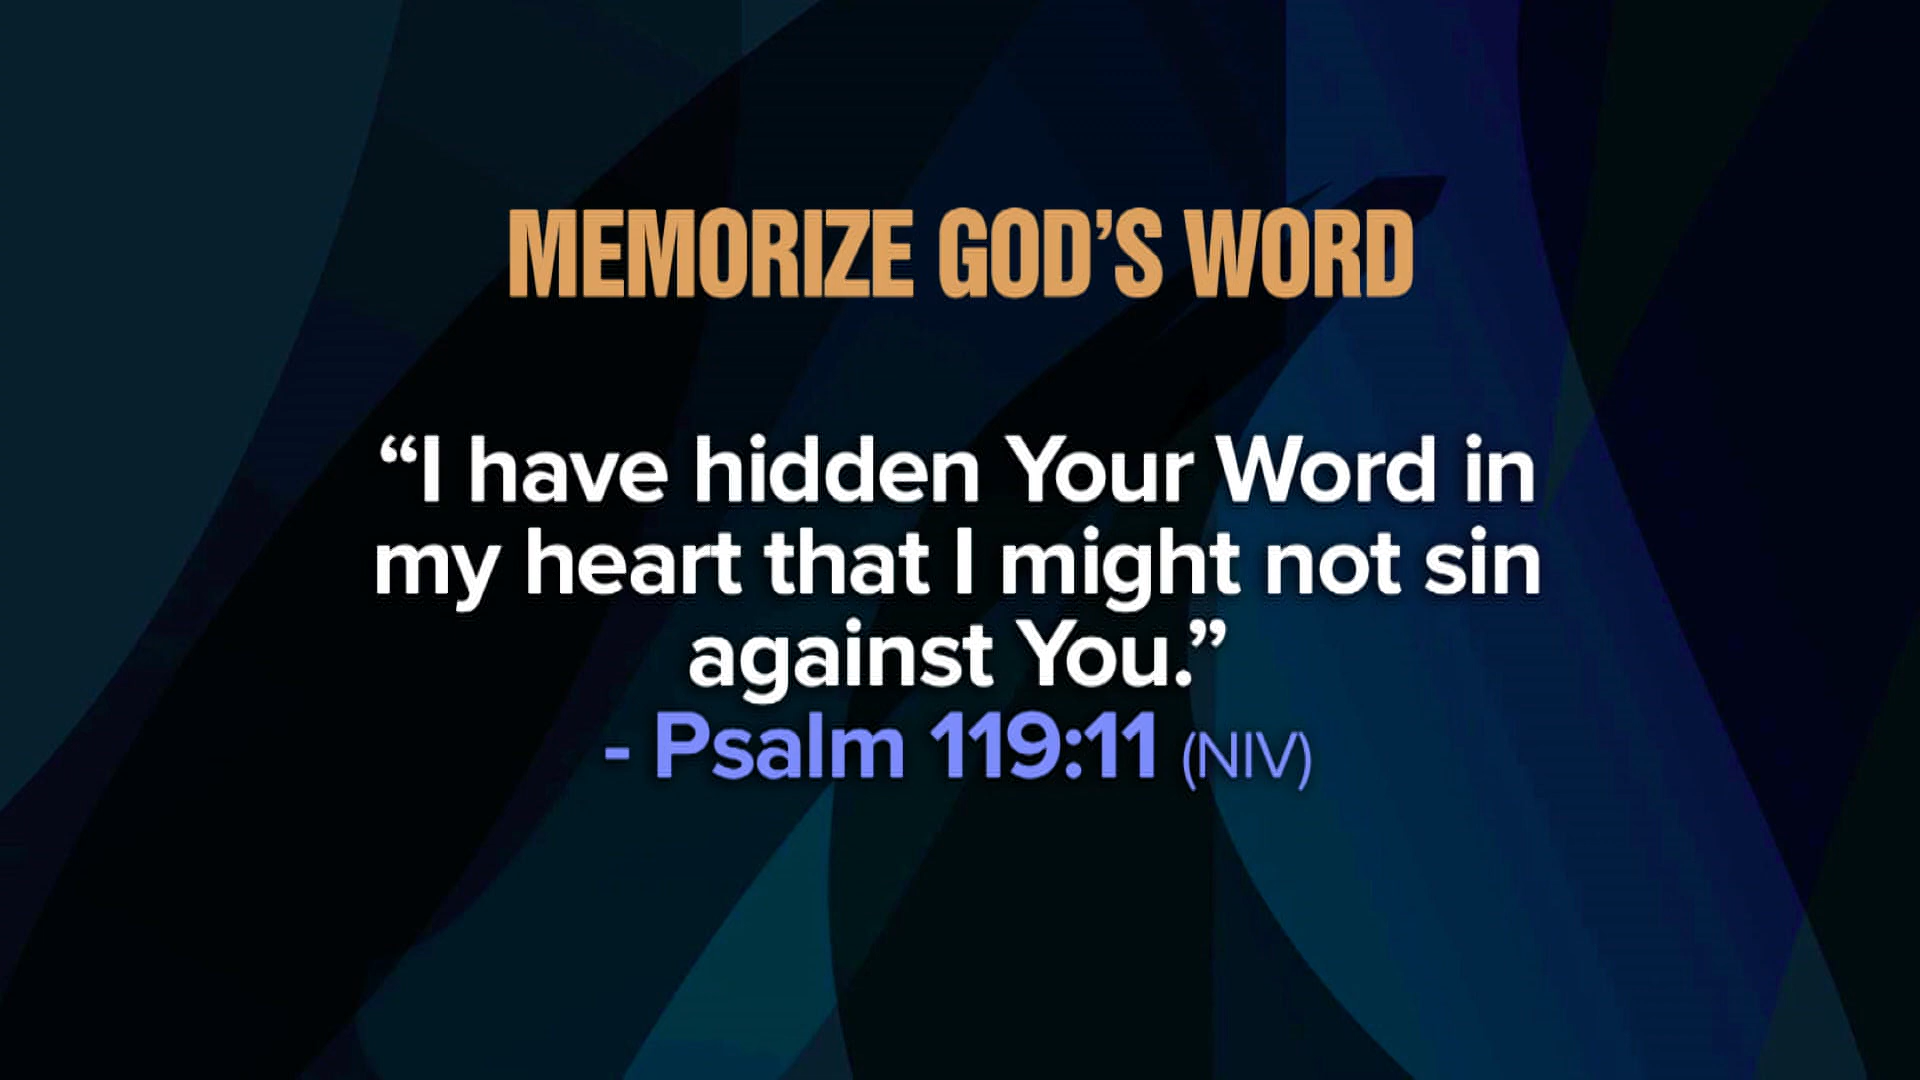 MEMORIZE GOD’S WORD
“I have hidden Your Word in
my heart that I might not sin
against You.”
- Psalm 119:11 (NIV)